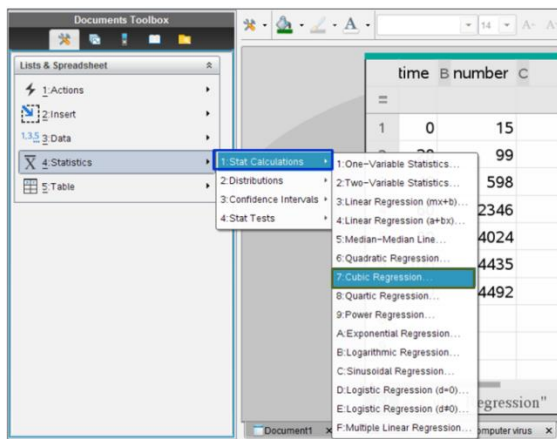 Documents Toolbox
A
14
A-
A
Lists & Spreadsheet
1:Actions
2:Insert
1,3,5 3:Data
X 4:Statistics
5:Table
1:Stat Calculations
2:Distributions
3:Confidence Intervals
4:Stat Tests
1:One-Variable Statistics...
2:Two-Variable Statistics...
3:Linear Regression (mx+b)...
4:Linear Regression (a+bx)...
5:Median-Median Line...
6:Quadratic Regression...
7:Cubic Regression...
8:Quartic Regression...
9:Power Regression...
A:Exponential Regression...
B:Logarithmic Regression...
C:Sinusoidal Regression...
D:Logistic Regression (d=0)...
E:Logistic Regression (d≠0)...
F:Multiple Linear Regression...
time B number C
=
1 0 15
99
598
2346
4024
4435
4492
egression"
Document1 x
omputer virus x